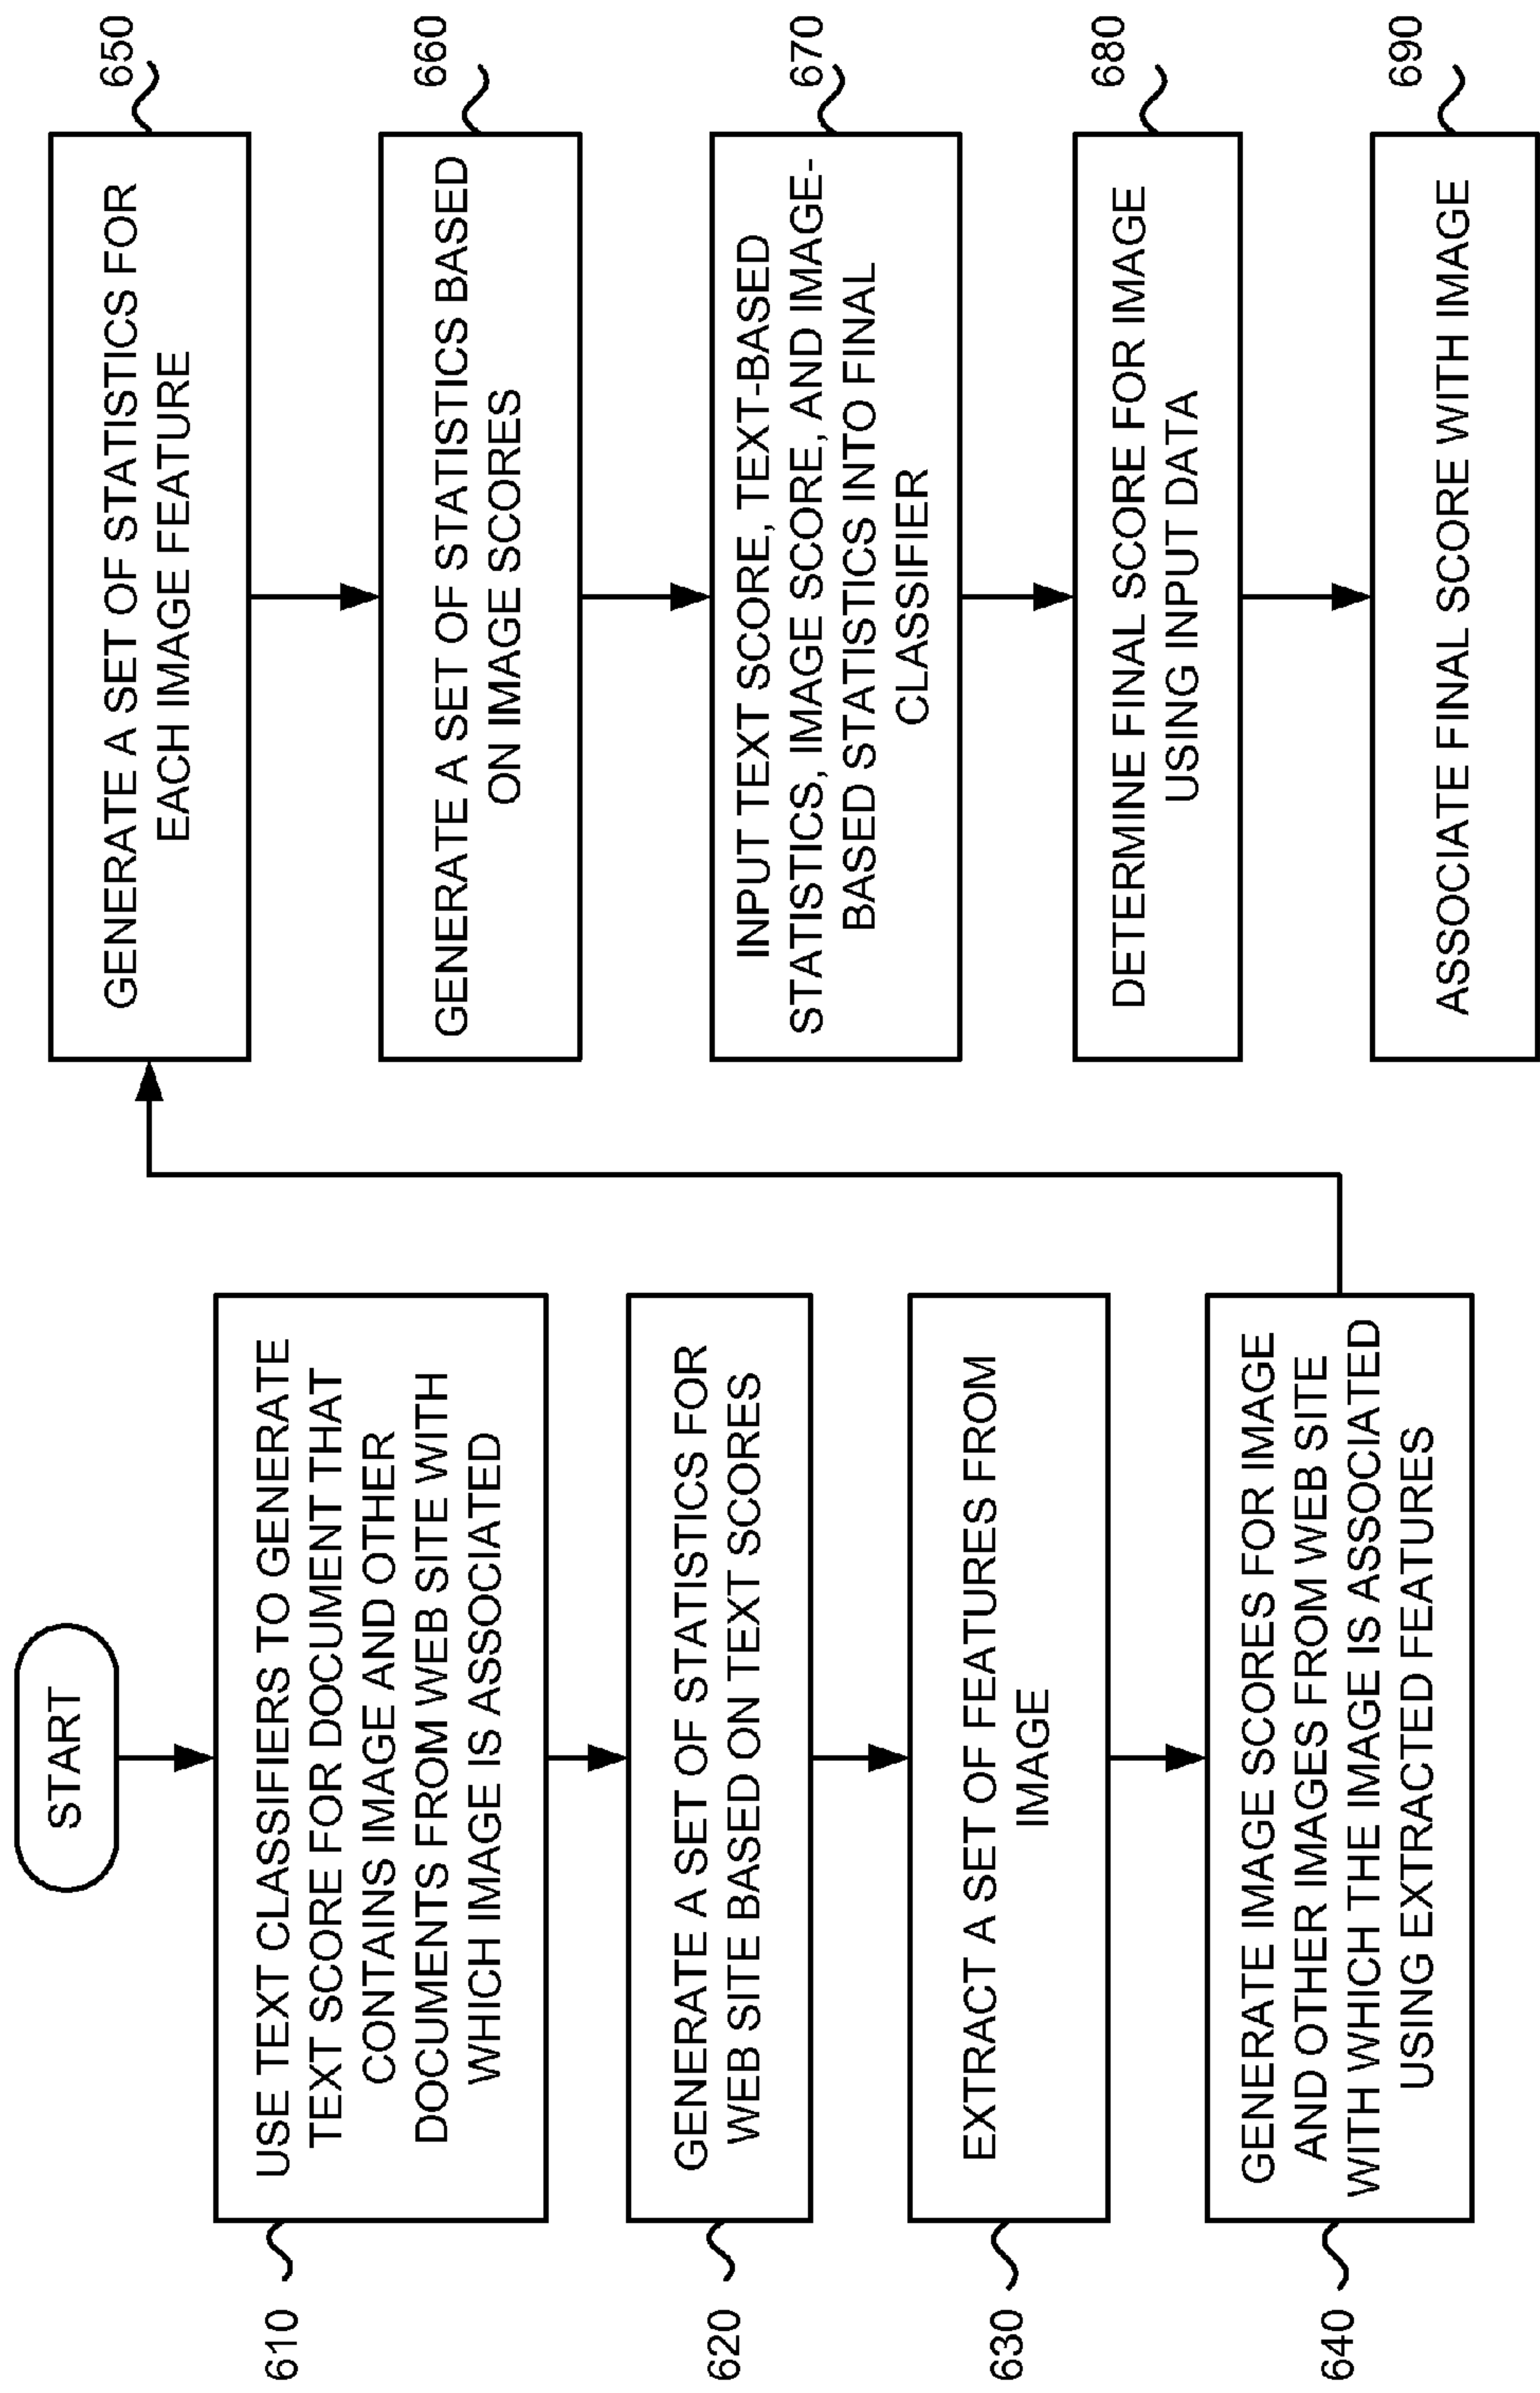 START
610
USE TEXT CLASSIFIERS TO GENERATE
TEXT SCORE FOR DOCUMENT THAT
CONTAINS IMAGE AND OTHER
DOCUMENTS FROM WEB SITE WITH
WHICH IMAGE IS ASSOCIATED
620
GENERATE A SET OF STATISTICS FOR
WEB SITE BASED ON TEXT SCORES
630
EXTRACT A SET OF FEATURES FROM
IMAGE
640
GENERATE IMAGE SCORES FOR IMAGE
AND OTHER IMAGES FROM WEB SITE
WITH WHICH THE IMAGE IS ASSOCIATED
USING EXTRACTED FEATURES
650
GENERATE A SET OF STATISTICS FOR
EACH IMAGE FEATURE
660
GENERATE A SET OF STATISTICS BASED
ON IMAGE SCORES
670
INPUT TEXT SCORE, TEXT-BASED
STATISTICS, IMAGE SCORE, AND IMAGE-
BASED STATISTICS INTO FINAL
CLASSIFIER
680
DETERMINE FINAL SCORE FOR IMAGE
USING INPUT DATA
690
ASSOCIATE FINAL SCORE WITH IMAGE